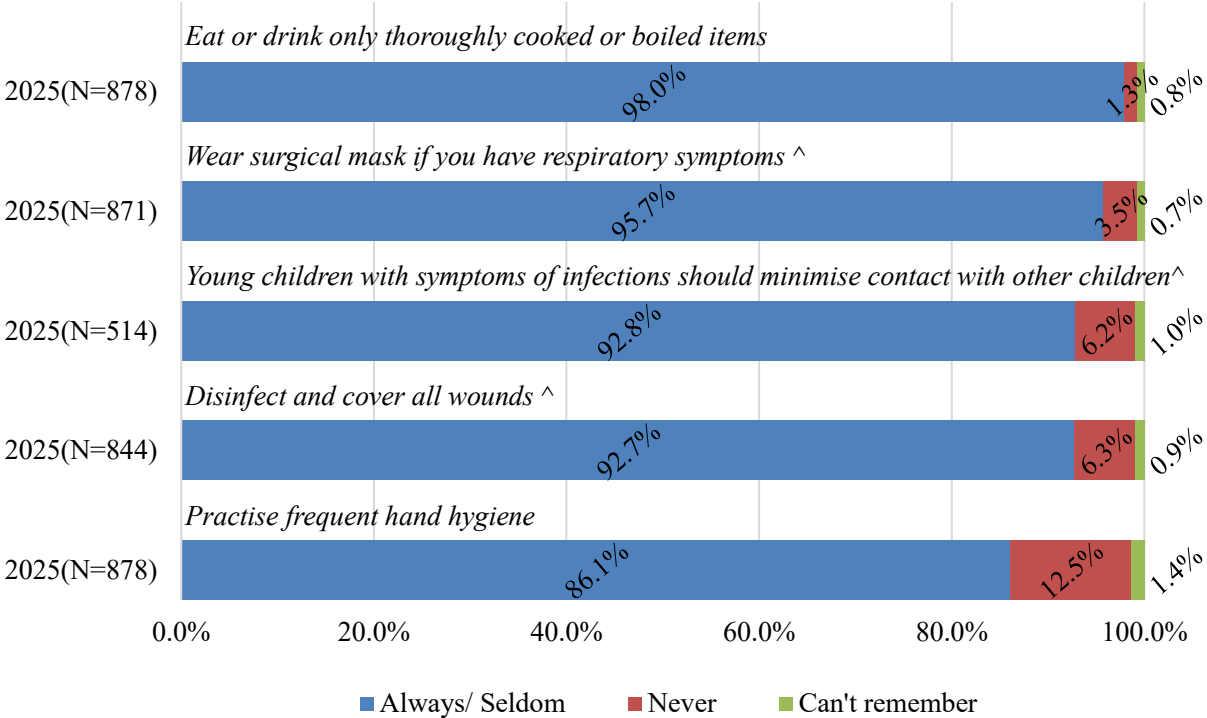 Eat or drink only thoroughly cooked or boiled items
2025(N=878) 98.0% 1.3% 0.8%
Wear surgical mask if you have respiratory symptoms ^
2025(N=871) 95.7% 3.5% 0.7%
Young children with symptoms of infections should minimise contact with other children^
2025(N=514) 92.8% 6.2% 1.0%
Disinfect and cover all wounds ^
2025(N=844) 92.7% 6.3% 0.9%
Practise frequent hand hygiene
2025(N=878) 86.1% 12.5% 1.4%
0.0% 20.0% 40.0% 60.0% 80.0% 100.0%
Always/ Seldom Never Can't remember